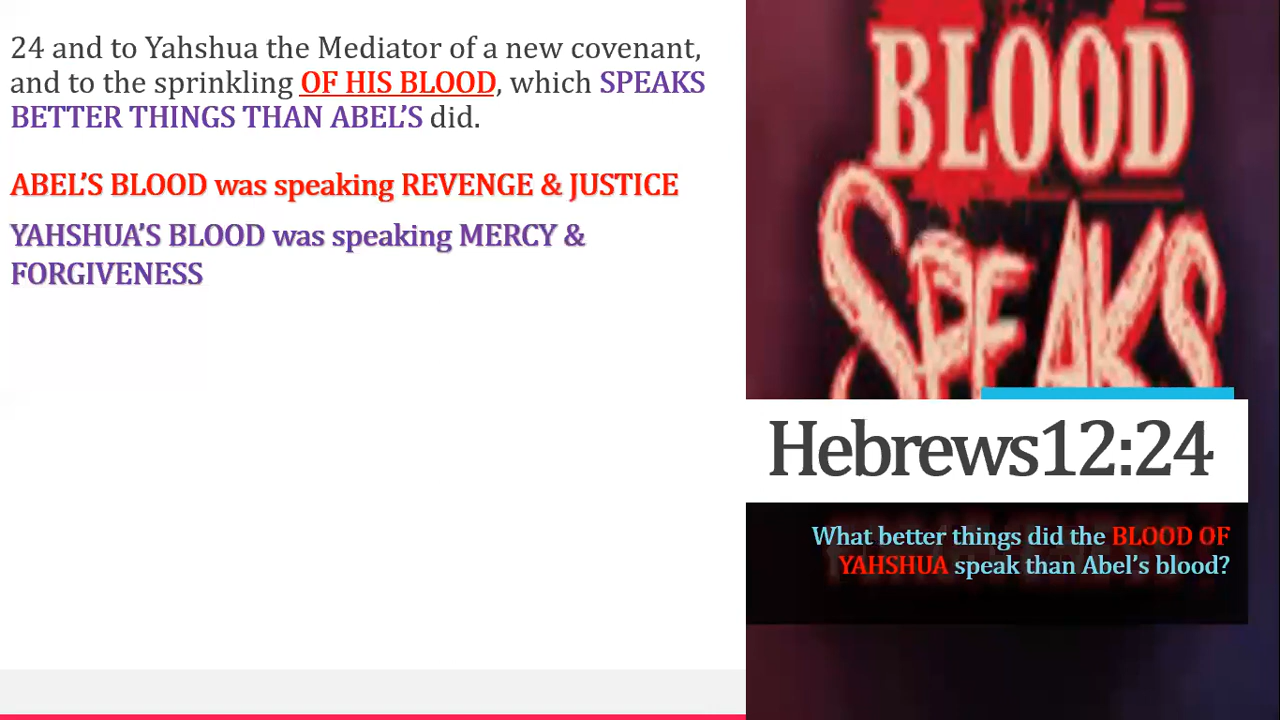 24 and to Yahshua the Mediator of a new covenant,
and to the sprinkling OF HIS BLOOD, which SPEAKS
BETTER THINGS THAN ABEL’S did.
ABEL’S BLOOD was speaking REVENGE & JUSTICE
YAHSHUA’S BLOOD was speaking MERCY &
FORGIVENESS
BLOOD
SPEAKS
Hebrews12:24
What better things did the BLOOD OF
YAHSHUA speak than Abel’s blood?